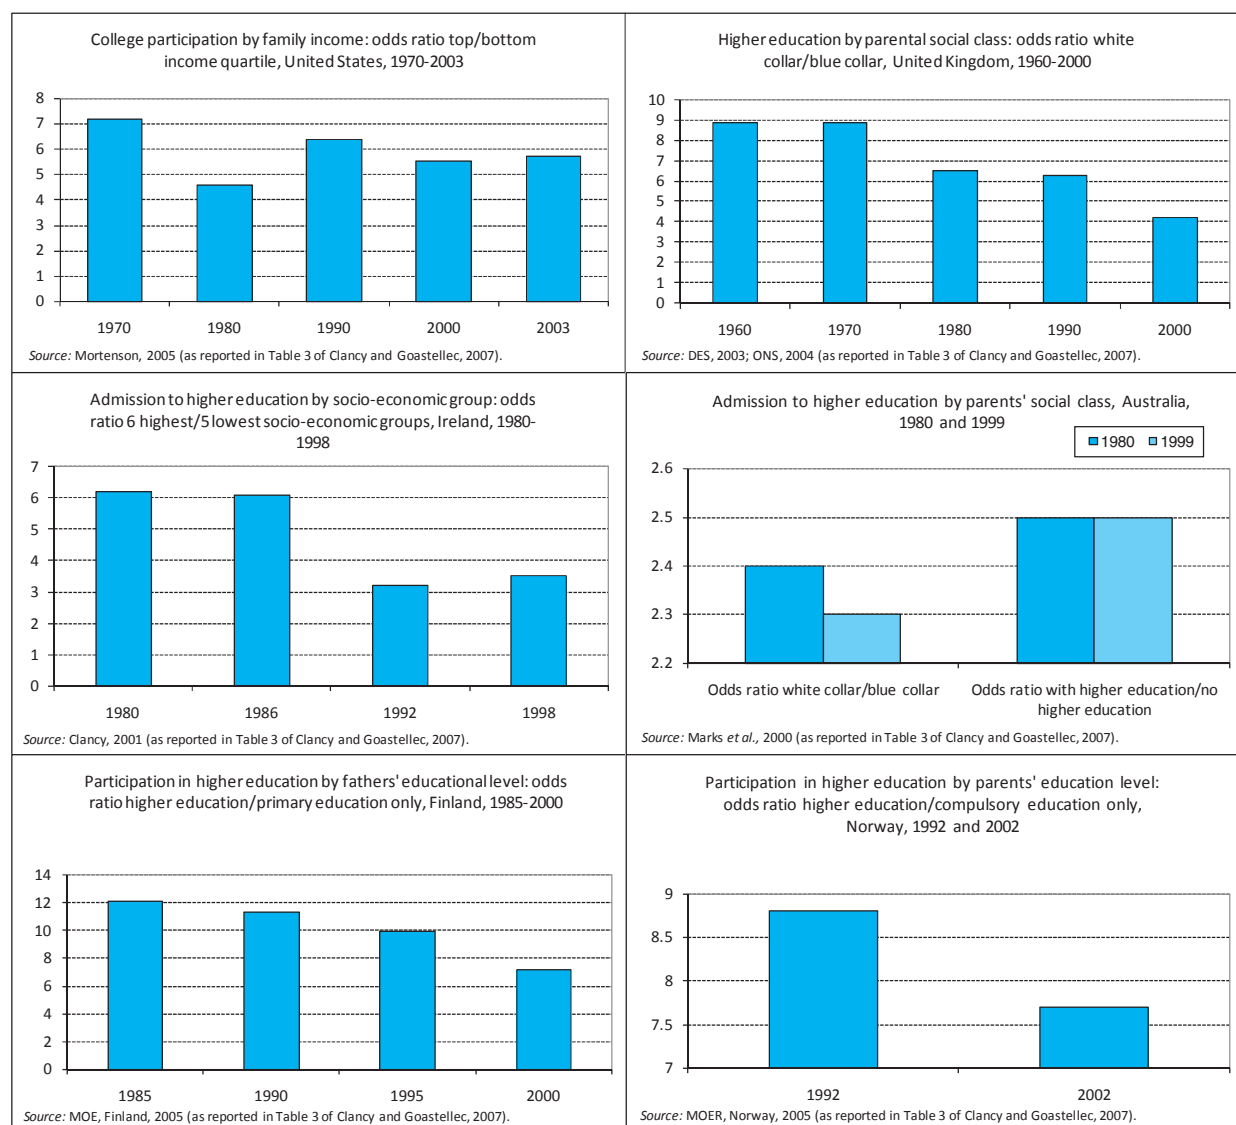 College participation by family income: odds ratio top/bottom
income quartile, United States, 1970-2003
8
7
6
5
4
3
2
1
0
1970 1980 1990 2000 2003
Source: Mortenson, 2005 (as reported in Table 3 of Clancy and Goastellec, 2007).
Higher education by parental social class: odds ratio white
collar/blue collar, United Kingdom, 1960-2000
10
9
8
7
6
5
4
3
2
1
0
1960 1970 1980 1990 2000
Source: DES, 2003; ONS, 2004 (as reported in Table 3 of Clancy and Goastellec, 2007).
Admission to higher education by socio-economic group: odds
ratio 6 highest/5 lowest socio-economic groups, Ireland, 1980-
1998
7
6
5
4
3
2
1
0
1980 1986 1992 1998
Source: Clancy, 2001 (as reported in Table 3 of Clancy and Goastellec, 2007).
Admission to higher education by parents' social class, Australia,
1980 and 1999
1980 1999
2.6
2.5
2.4
2.3
2.2
Odds ratio white collar/blue collar
Odds ratio with higher education/no
higher education
Source: Marks et al., 2000 (as reported in Table 3 of Clancy and Goastellec, 2007).
Participation in higher education by fathers' educational level: odds
ratio higher education/primary education only, Finland, 1985-2000
14
12
10
8
6
4
2
0
1985 1990 1995 2000
Source: MOE, Finland, 2005 (as reported in Table 3 of Clancy and Goastellec, 2007).
Participation in higher education by parents' education level:
odds ratio higher education/compulsory education only,
Norway, 1992 and 2002
9
8.5
8
7.5
7
1992 2002
Source: MOER, Norway, 2005 (as reported in Table 3 of Clancy and Goastellec, 2007).